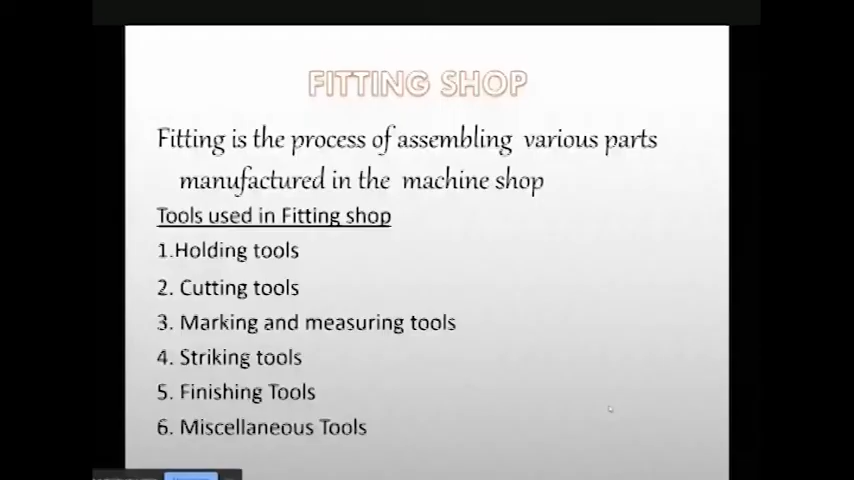 FITTING SHOP
Fitting is the process of assembling various parts
manufactured in the machine shop
Tools used in Fitting shop
1.Holding tools
2. Cutting tools
3. Marking and measuring tools
4. Striking tools
5. Finishing Tools
6. Miscellaneous Tools